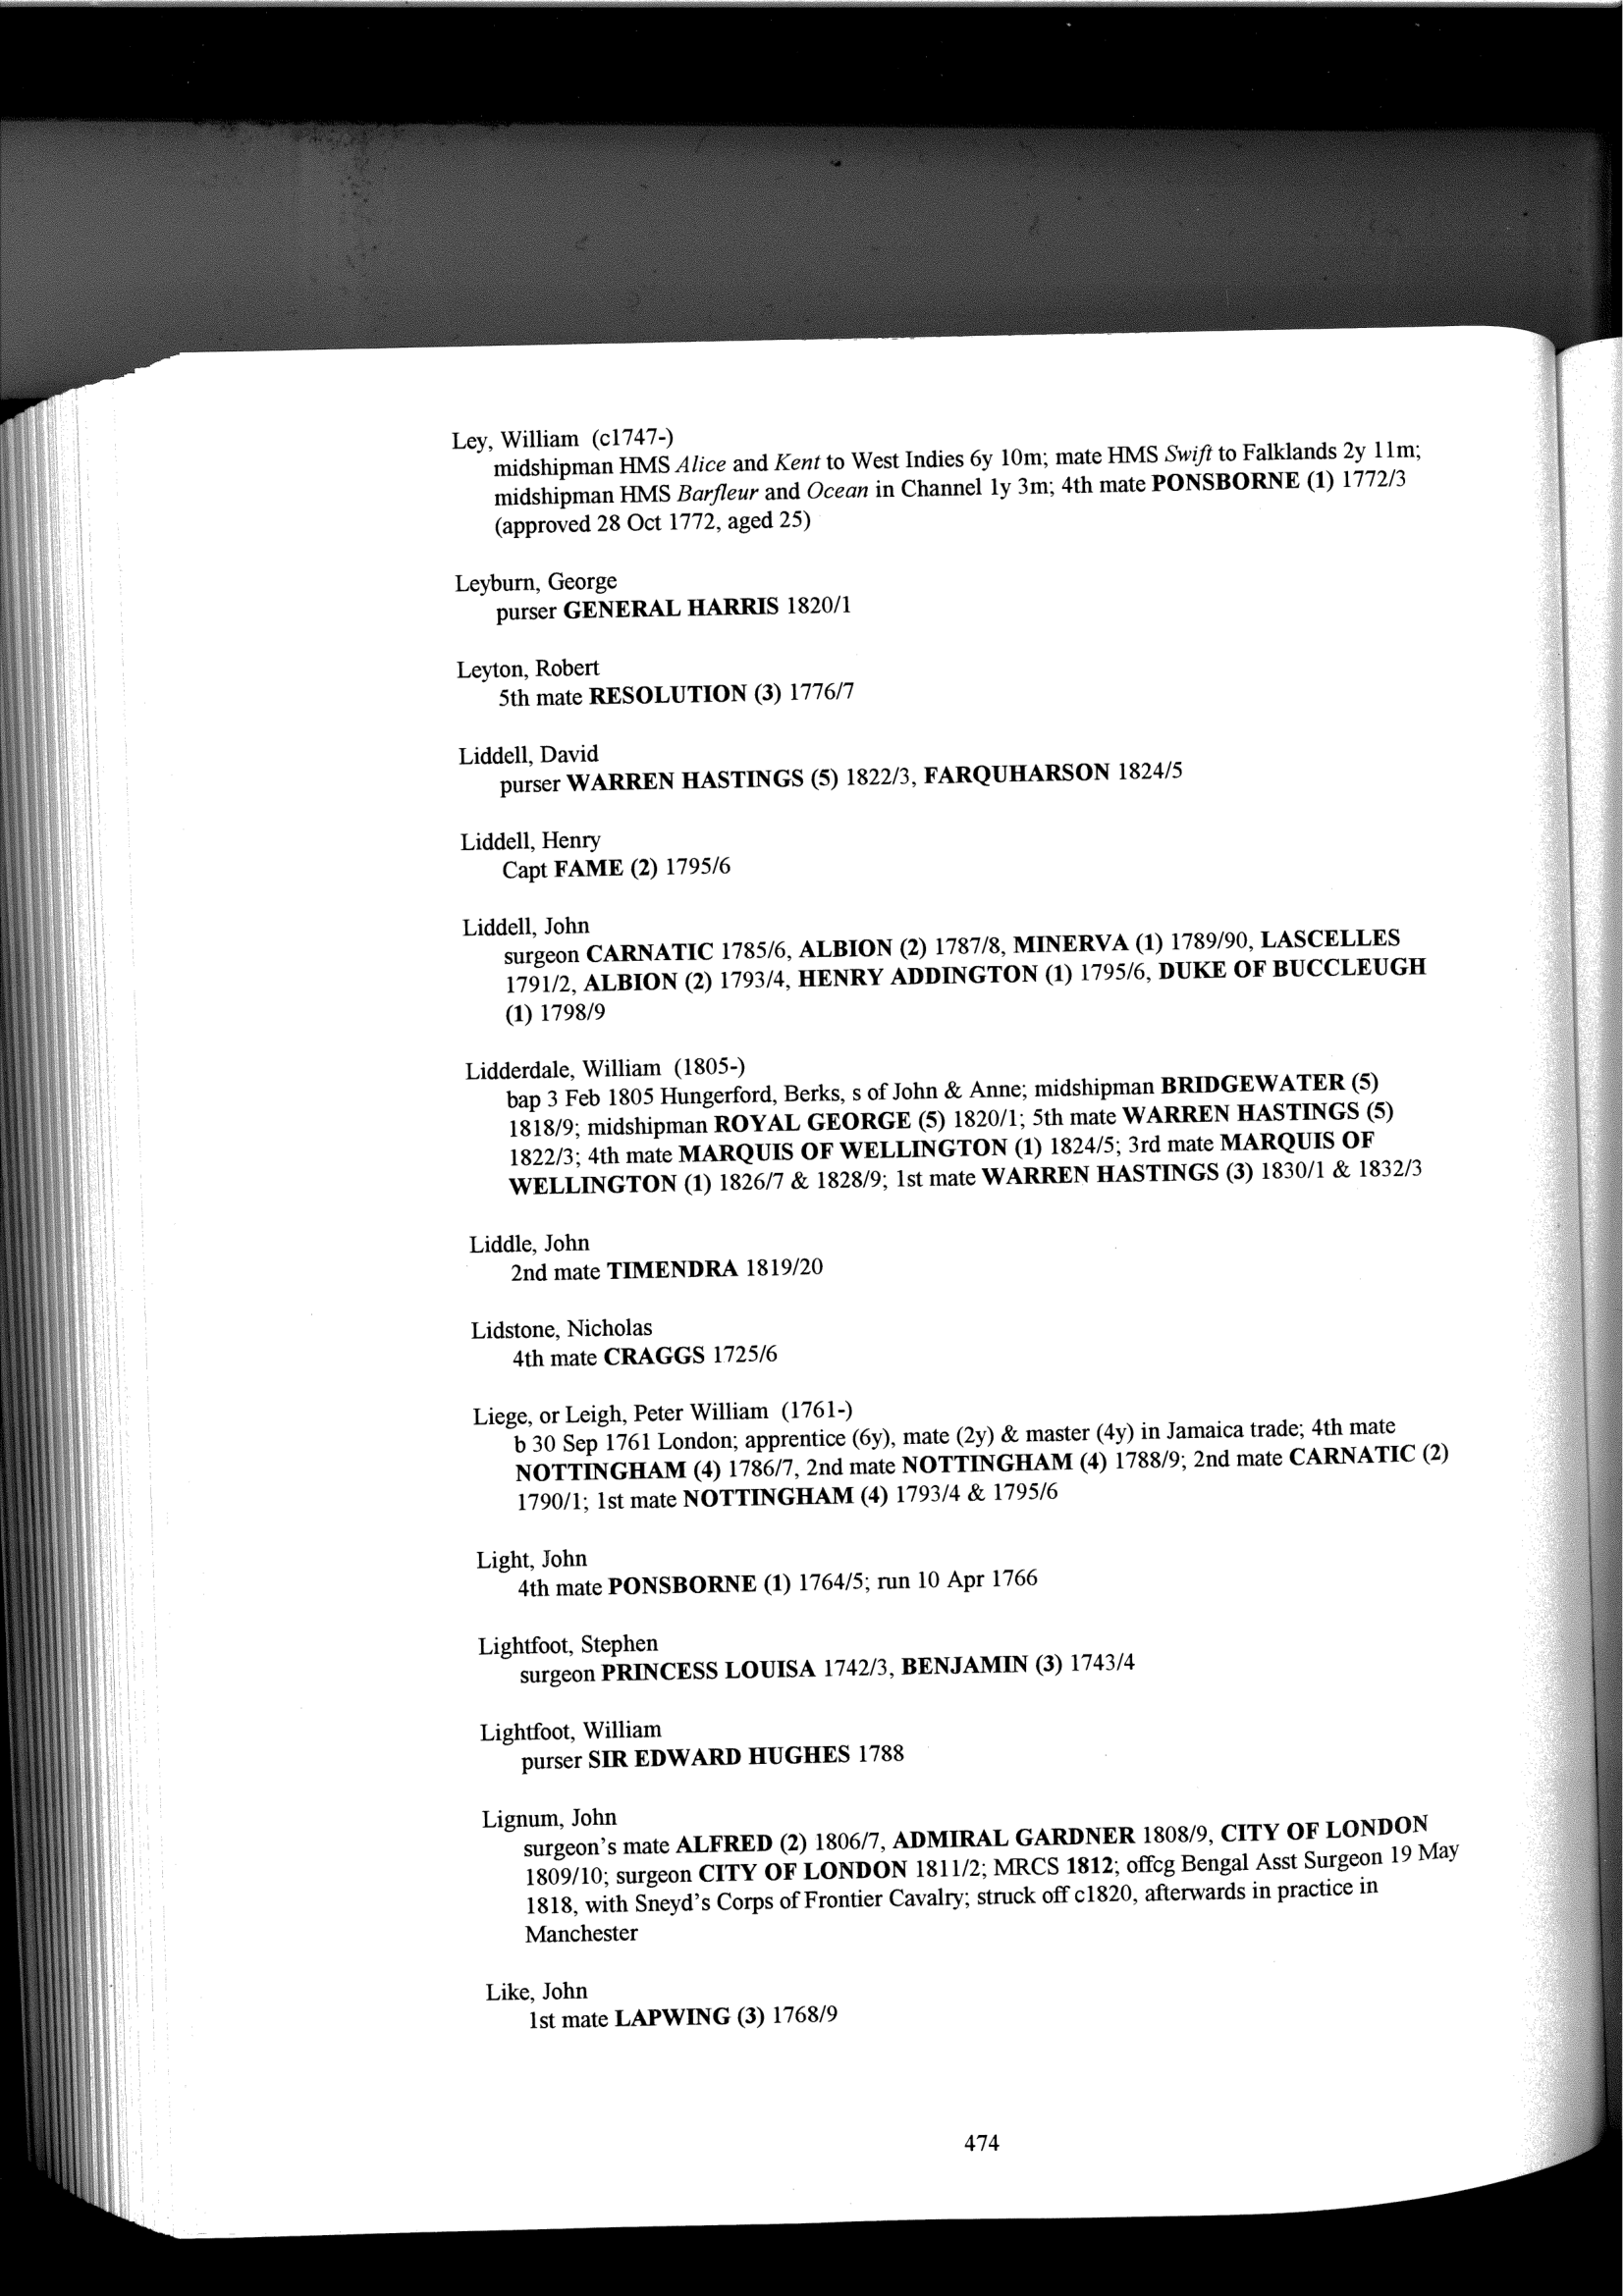 Ley, William (c1747-)
midshipman HMS Alice and Kent to West Indies 6y 10m; mate HMS Swift to Falklands 2y 11m;
midshipman HMS Barfleur and Ocean in Channel 1y 3m; 4th mate PONSBORNE (1) 1772/3
(approved 28 Oct 1772, aged 25)
Leyburn, George
purser GENERAL HARRIS 1820/1
Leyton, Robert
5th mate RESOLUTION (3) 1776/7
Liddell, David
purser WARREN HASTINGS (5) 1822/3, FARQUHARSON 1824/5
Liddell, Henry
Capt FAME (2) 1795/6
Liddell, John
surgeon CARNATIC 1785/6, ALBION (2) 1787/8, MINERVA (1) 1789/90, LASCELLES
1791/2, ALBION (2) 1793/4, HENRY ADDINGTON (1) 1795/6, DUKE OF BUCCLEUGH
(1) 1798/9
Lidderdale, William (1805-)
bap 3 Feb 1805 Hungerford, Berks, s of John & Anne; midshipman BRIDGEWATER (5)
1818/9; midshipman ROYAL GEORGE (5) 1820/1; 5th mate WARREN HASTINGS (5)
1822/3; 4th mate MARQUIS OF WELLINGTON (1) 1824/5; 3rd mate MARQUIS OF
WELLINGTON (1) 1826/7 & 1828/9; 1st mate WARREN HASTINGS (3) 1830/1 & 1832/3
Liddle, John
2nd mate TIMENDRA 1819/20
Lidstone, Nicholas
4th mate CRAGGS 1725/6
Liege, or Leigh, Peter William (1761-)
b 30 Sep 1761 London; apprentice (6y), mate (2y) & master (4y) in Jamaica trade; 4th mate
NOTTINGHAM (4) 1786/7, 2nd mate NOTTINGHAM (4) 1788/9; 2nd mate CARNATIC (2)
1790/1; 1st mate NOTTINGHAM (4) 1793/4 & 1795/6
Light, John
4th mate PONSBORNE (1) 1764/5; run 10 Apr 1766
Lightfoot, Stephen
surgeon PRINCESS LOUISA 1742/3, BENJAMIN (3) 1743/4
Lightfoot, William
purser SIR EDWARD HUGHES 1788
Lignum, John
surgeon's mate ALFRED (2) 1806/7, ADMIRAL GARDNER 1808/9, CITY OF LONDON
1809/10; surgeon CITY OF LONDON 1811/2; MRCS 1812; offcg Bengal Asst Surgeon 19 May
1818, with Sneyd's Corps of Frontier Cavalry; struck off c1820, afterwards in practice in
Manchester
Like, John
1st mate LAPWING (3) 1768/9
474